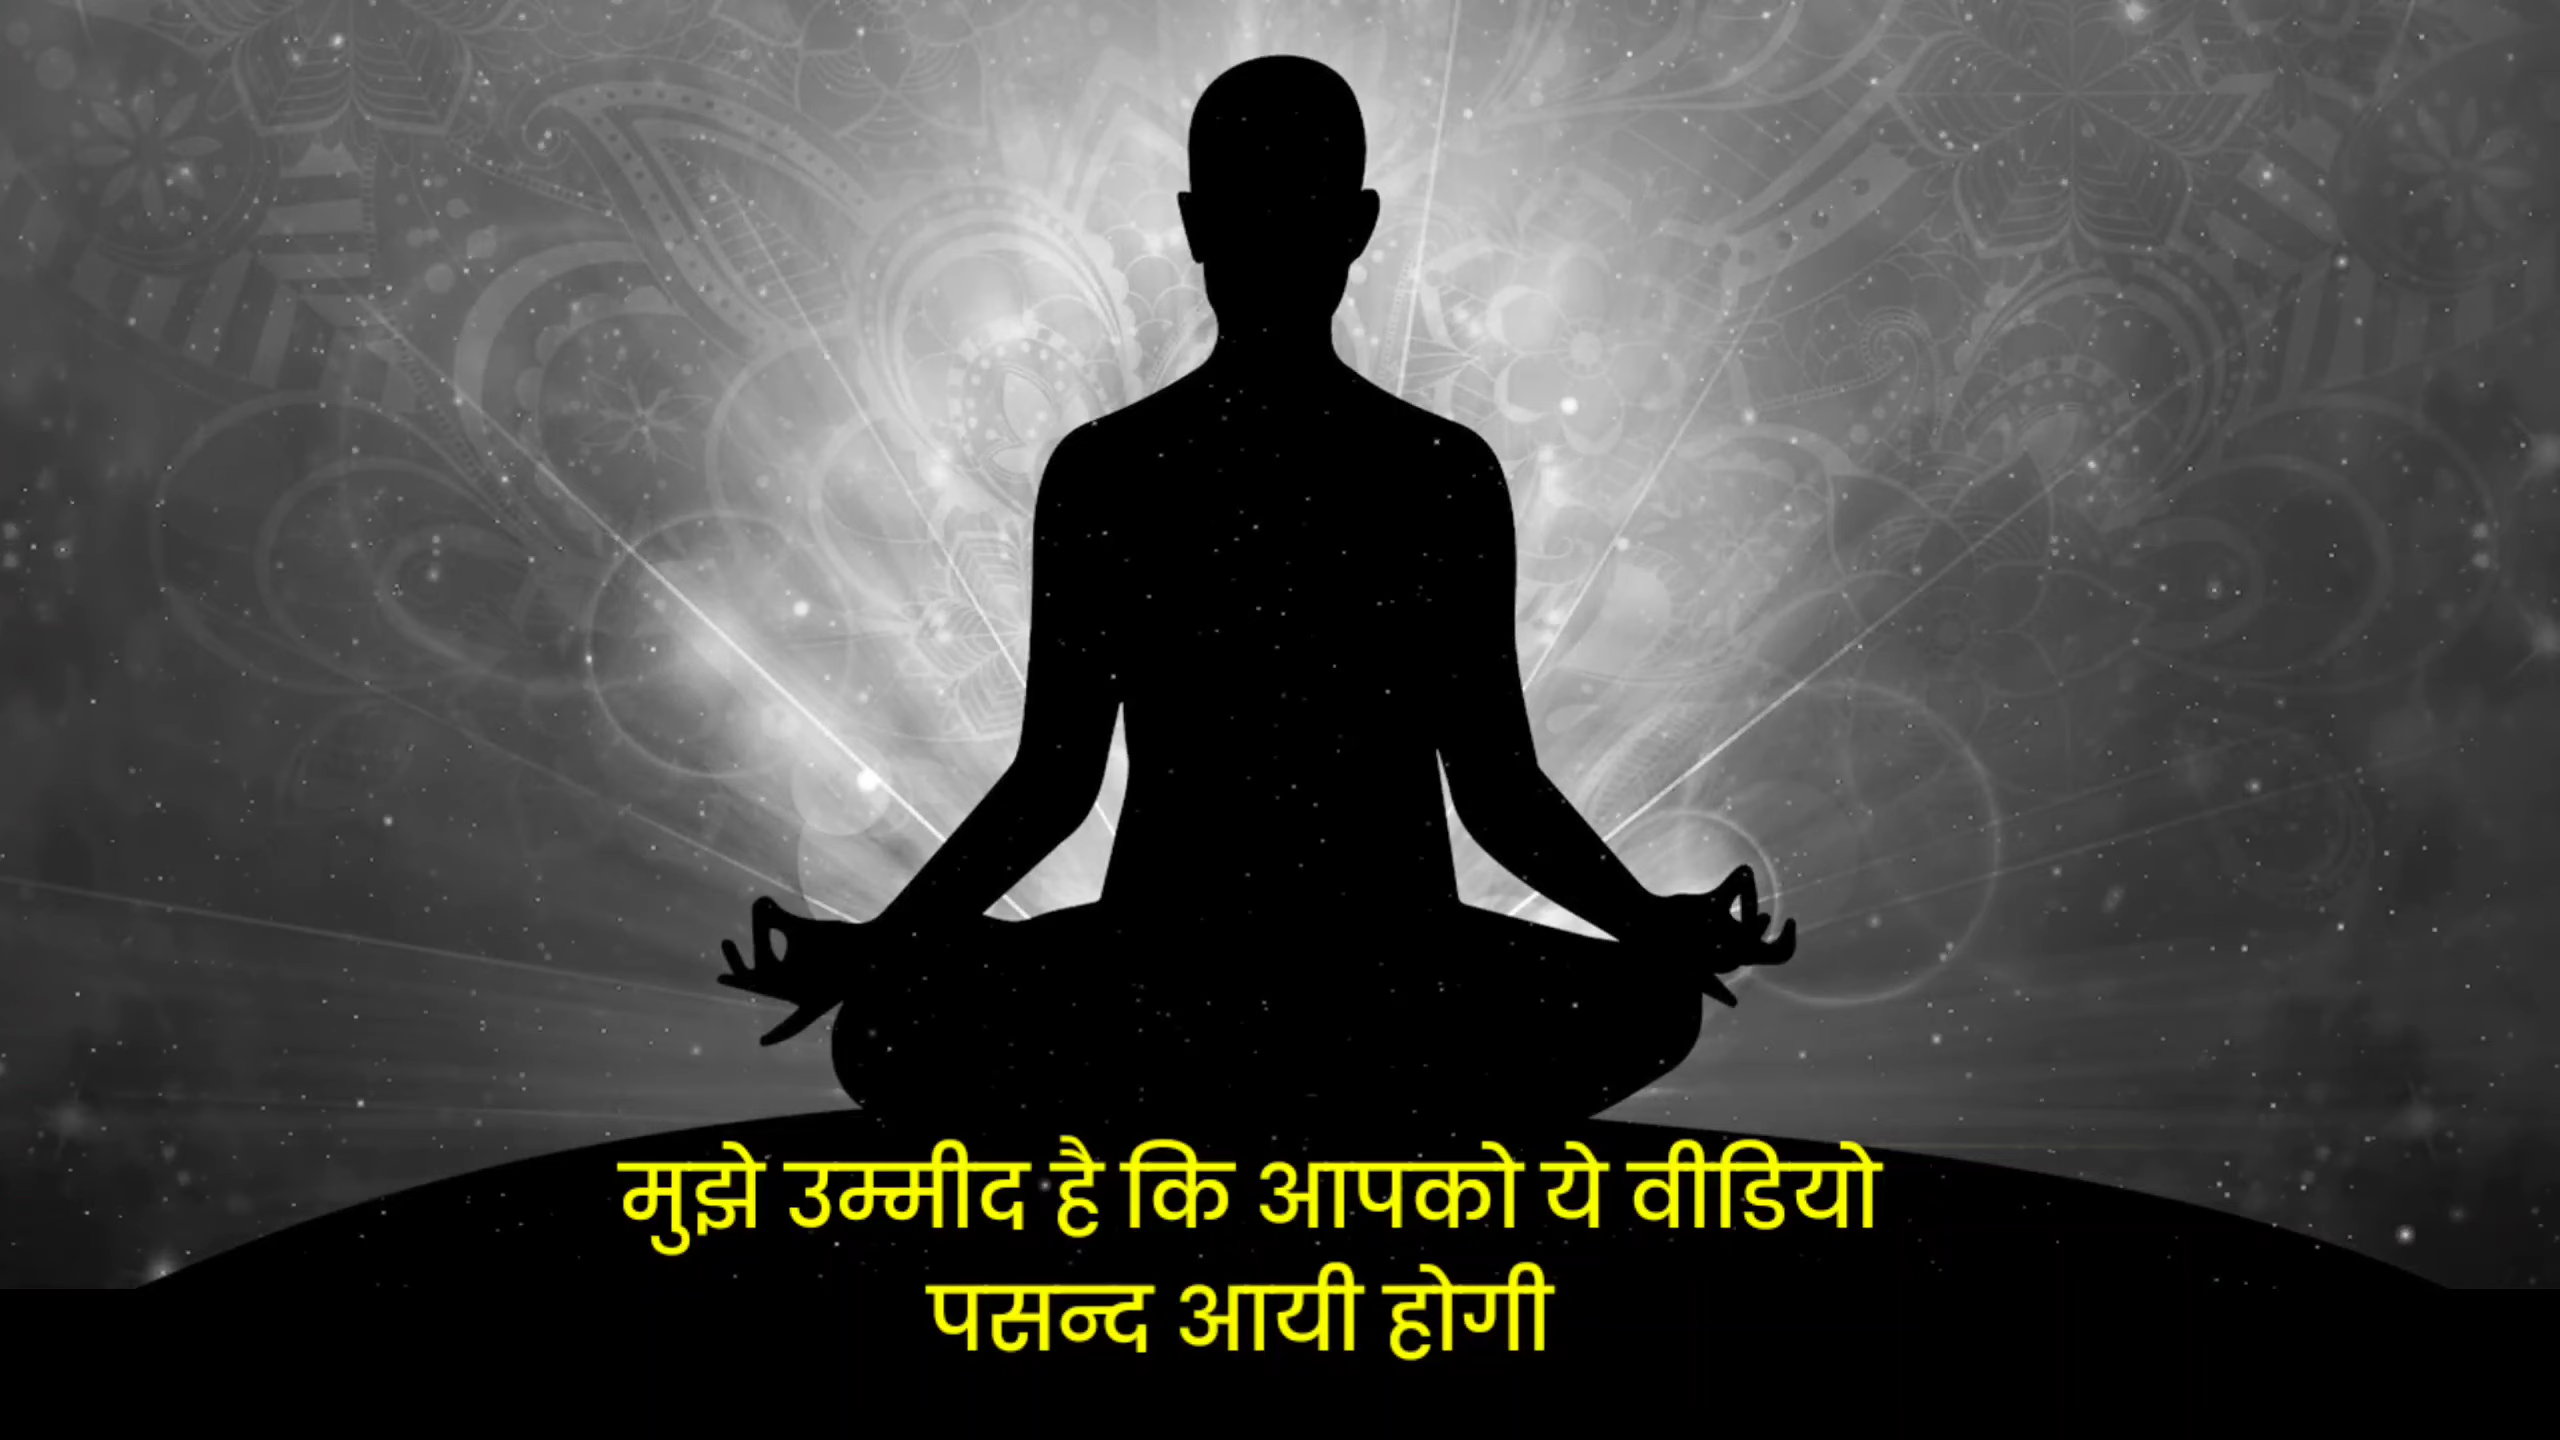 मुझे उम्मीद है कि आपको ये वीडियो
पसन्द आयी होगी